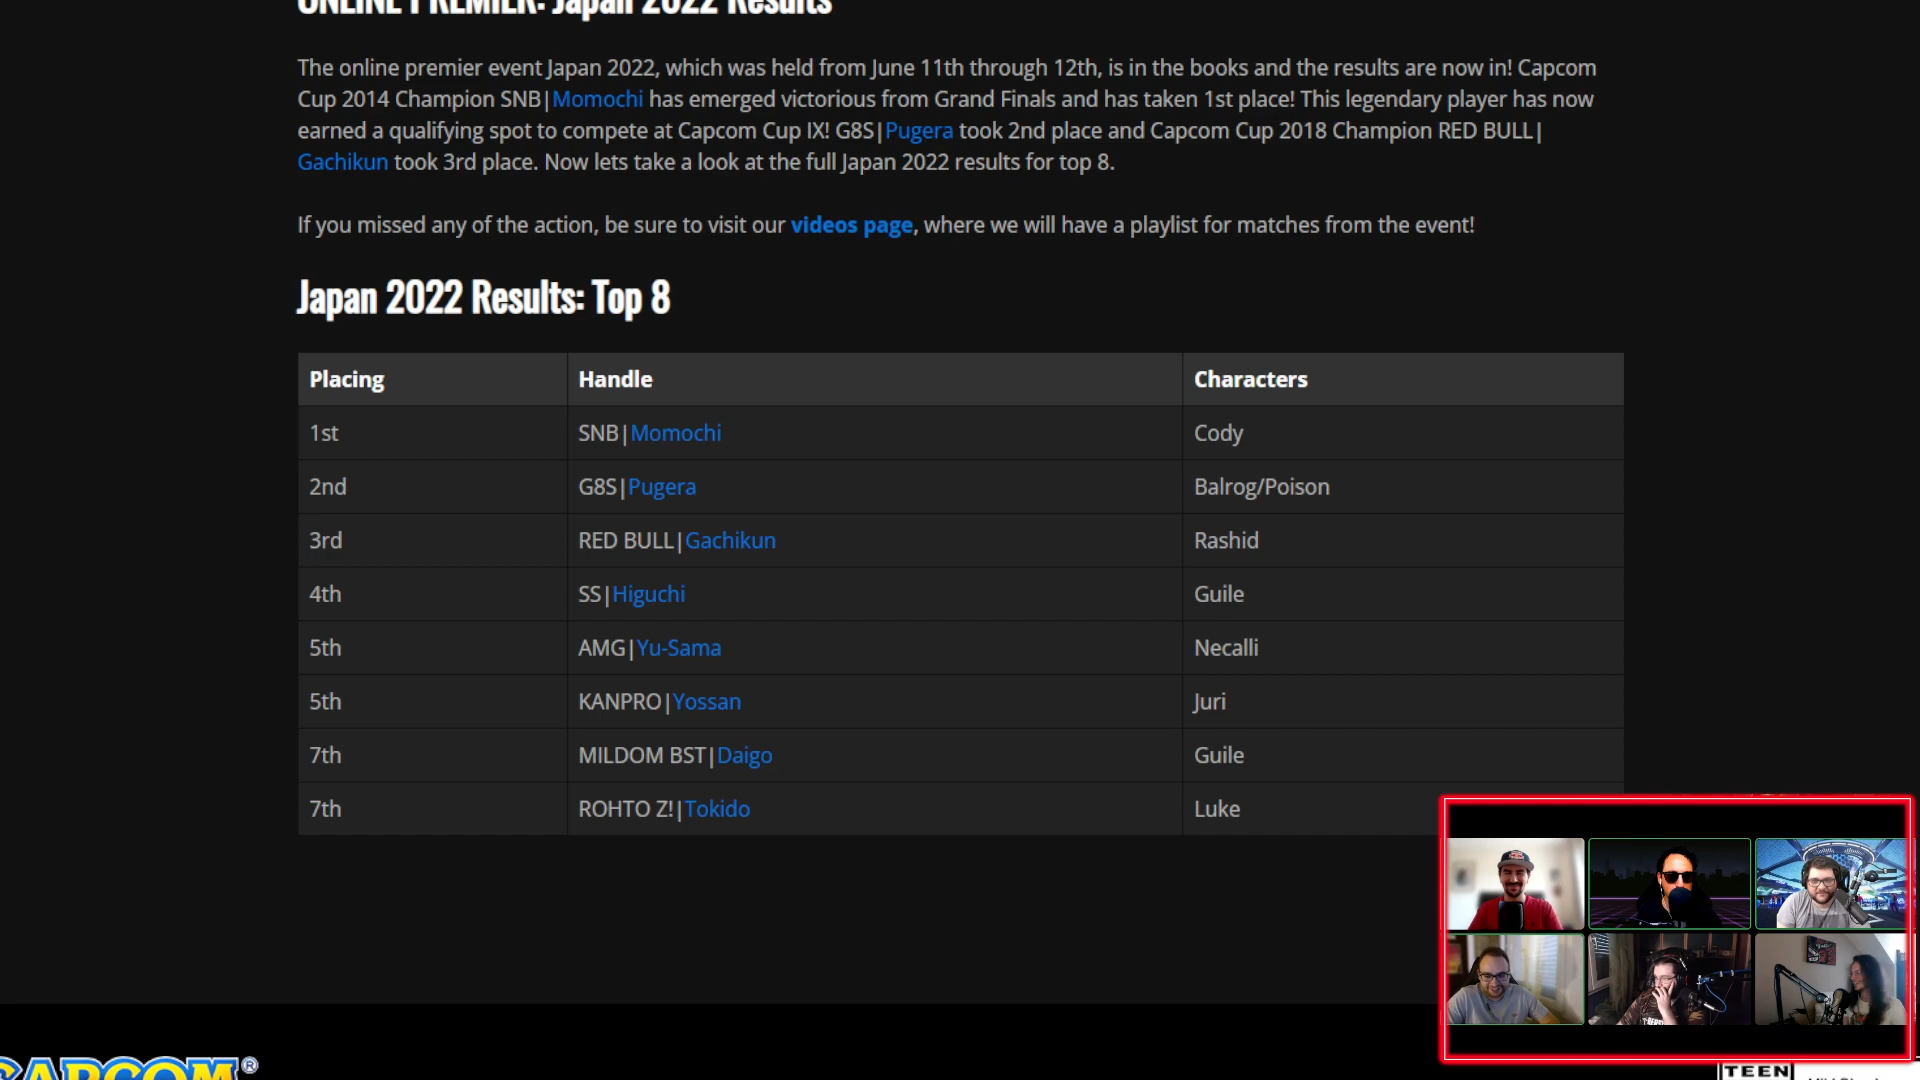 ONLINE PREMIER: Japan 2022 Results
The online premier event Japan 2022, which was held from June 11th through 12th, is in the books and the results are now in! Capcom
Cup 2014 Champion SNB|Momochi has emerged victorious from Grand Finals and has taken 1st place! This legendary player has now
earned a qualifying spot to compete at Capcom Cup IX! G8S|Pugera took 2nd place and Capcom Cup 2018 Champion RED BULL|
Gachikun took 3rd place. Now lets take a look at the full Japan 2022 results for top 8.
If you missed any of the action, be sure to visit our videos page, where we will have a playlist for matches from the event!
Japan 2022 Results: Top 8
Placing Handle Characters
1st SNB|Momochi Cody
2nd G8S|Pugera Balrog/Poison
3rd RED BULL|Gachikun Rashid
4th SS|Higuchi Guile
5th AMG|Yu-Sama Necalli
5th KANPRO|Yossan Juri
7th MILDOM BST|Daigo Guile
7th ROHTO Z!|Tokido Luke
CAPCOM®
TEEN